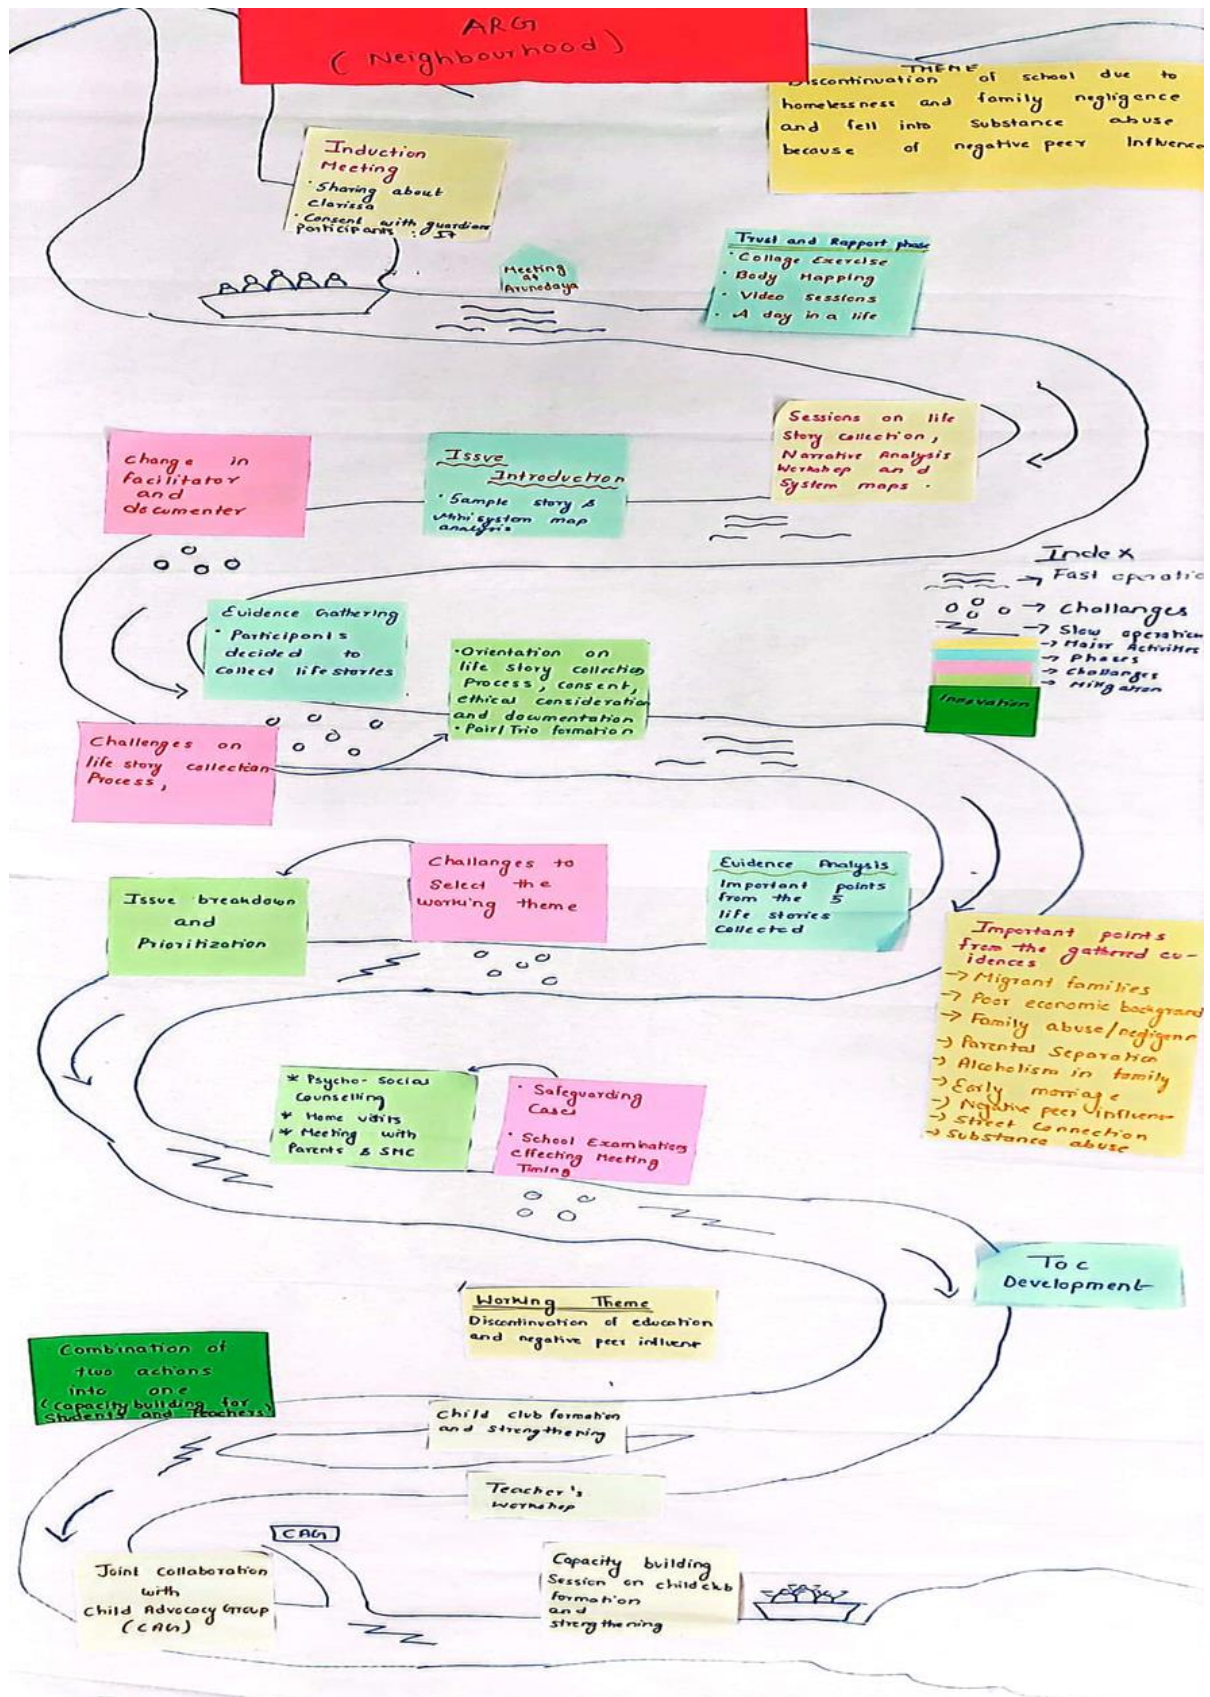 ARG
( Neighbourhood )
THEME
Discontinuation of school due to
homelessness and family negligence
and fell into Substance abuse
because of negative peer Influence
Induction
Meeting
· Sharing about
Clarissa
· Consent with guardians
Participants :
Meeting
at
Arunodaya
Trust and Rapport phase
· Collage Exercise
· Body Mapping
· Video sessions
· A day in a life
Sessions on life
Story collection,
Narrative Analysis
Workshop and
System maps .
Issue
Introduction
· Sample story &
Mini system map
analysis
Change in
facilitator
and
documenter
Index
Fast operatio
→ Challanges
→ Slow operation
→ Major Activities
→ Phases
→ Challanges
→ Mitigation
Innovation
Evidence Gathering
· Participants
decided to
collect life stories
· Orientation on
life story collection
Process, consent,
ethical consideration
and documentation
· Pair/Trio formation
Challenges on
life story collection
Process,
Evidence Analysis
Important points
from the 5
life stories
collected
Challanges to
Select the
working theme
Issue breakdown
and
Prioritization
Important points
from the gathered ev-
idences
→ Migrant families
→ Poor economic background
→ Family abuse/negligenc
→ Parental Separation
→ Alcoholism in family
→ Early marriage
→ Negative peer influenc
→ Street Connection
→ Substance abuse
* Psycho-Social
Counselling
* Home visits
* Meeting with
Parents & SMC
· Safeguarding
Cases
· School Examination
effecting Meeting
Timing
Toc
Development
Working Theme
Discontinuation of education
and negative peer influenc
Combination of
two actions
into one
(Capacity building for
Students and Teachers)
Child club formation
and strengthening
Teacher's
Workshop
CAG
Joint Collaboration
with
Child Advocacy Group
(CAG)
Capacity building
Session on child club
formation
and
strengthening